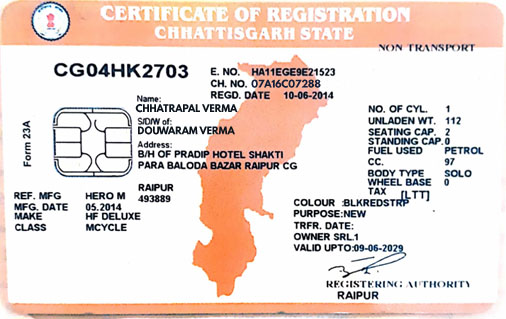 CERTIFICATE OF REGISTRATION
CHHATTISGARH STATE
NON TRANSPORT
CG04HK2703
E. NO. HA11EGE9E21523
CH. NO. 07A16C07288
REGD. DATE 10-06-2014
Form 23A
Name:
CHHATRAPAL VERMA
S/D/W of:
DOUWARAM VERMA
Address:
B/H OF PRADIP HOTEL SHAKTI
PARA BALODA BAZAR RAIPUR CG
RAIPUR
493889
NO. OF CYL. 1
UNLADEN WT. 112
SEATING CAP. 2
STANDING CAP. 0
FUEL USED PETROL
CC. 97
BODY TYPE SOLO
WHEEL BASE 0
TAX [LTT]
REF. MFG HERO M
MFG. DATE 05.2014
MAKE HF DELUXE
CLASS MCYCLE
COLOUR :BLKREDSTRP
PURPOSE:NEW
TRFR. DATE:
OWNER SRL.1
VALID UPTO:09-06-2029
REGISTERING AUTHORITY
RAIPUR